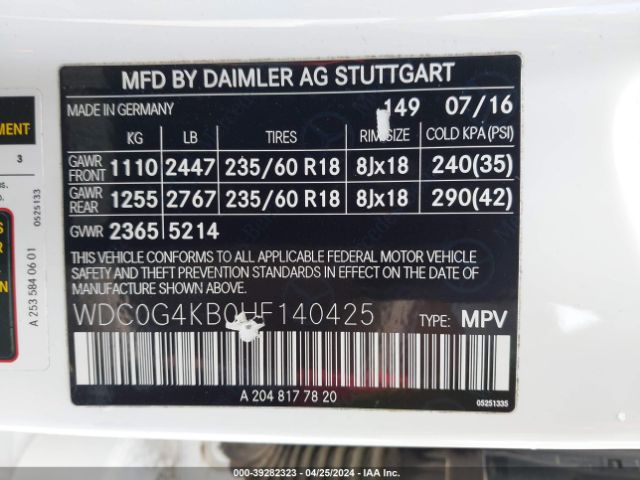 MFD BY DAIMLER AG STUTTGART
MADE IN GERMANY 149 07/16
KG LB TIRES RIM SIZE COLD KPA (PSI)
GAWR FRONT 1110 2447 235/60 R18 8Jx18 240(35)
GAWR REAR 1255 2767 235/60 R18 8Jx18 290(42)
GVWR 2365 5214
THIS VEHICLE CONFORMS TO ALL APPLICABLE FEDERAL MOTOR VEHICLE
SAFETY AND THEFT PREVENTION STANDARDS IN EFFECT ON THE DATE
OF MANUFACTURE SHOWN ABOVE.
WDC0G4KB0HF140425 TYPE: MPV
A 204 817 78 20
05251335
3
0525133
A 253 584 06 01
000-39282323 - 04/25/2024 - IAA, Inc.